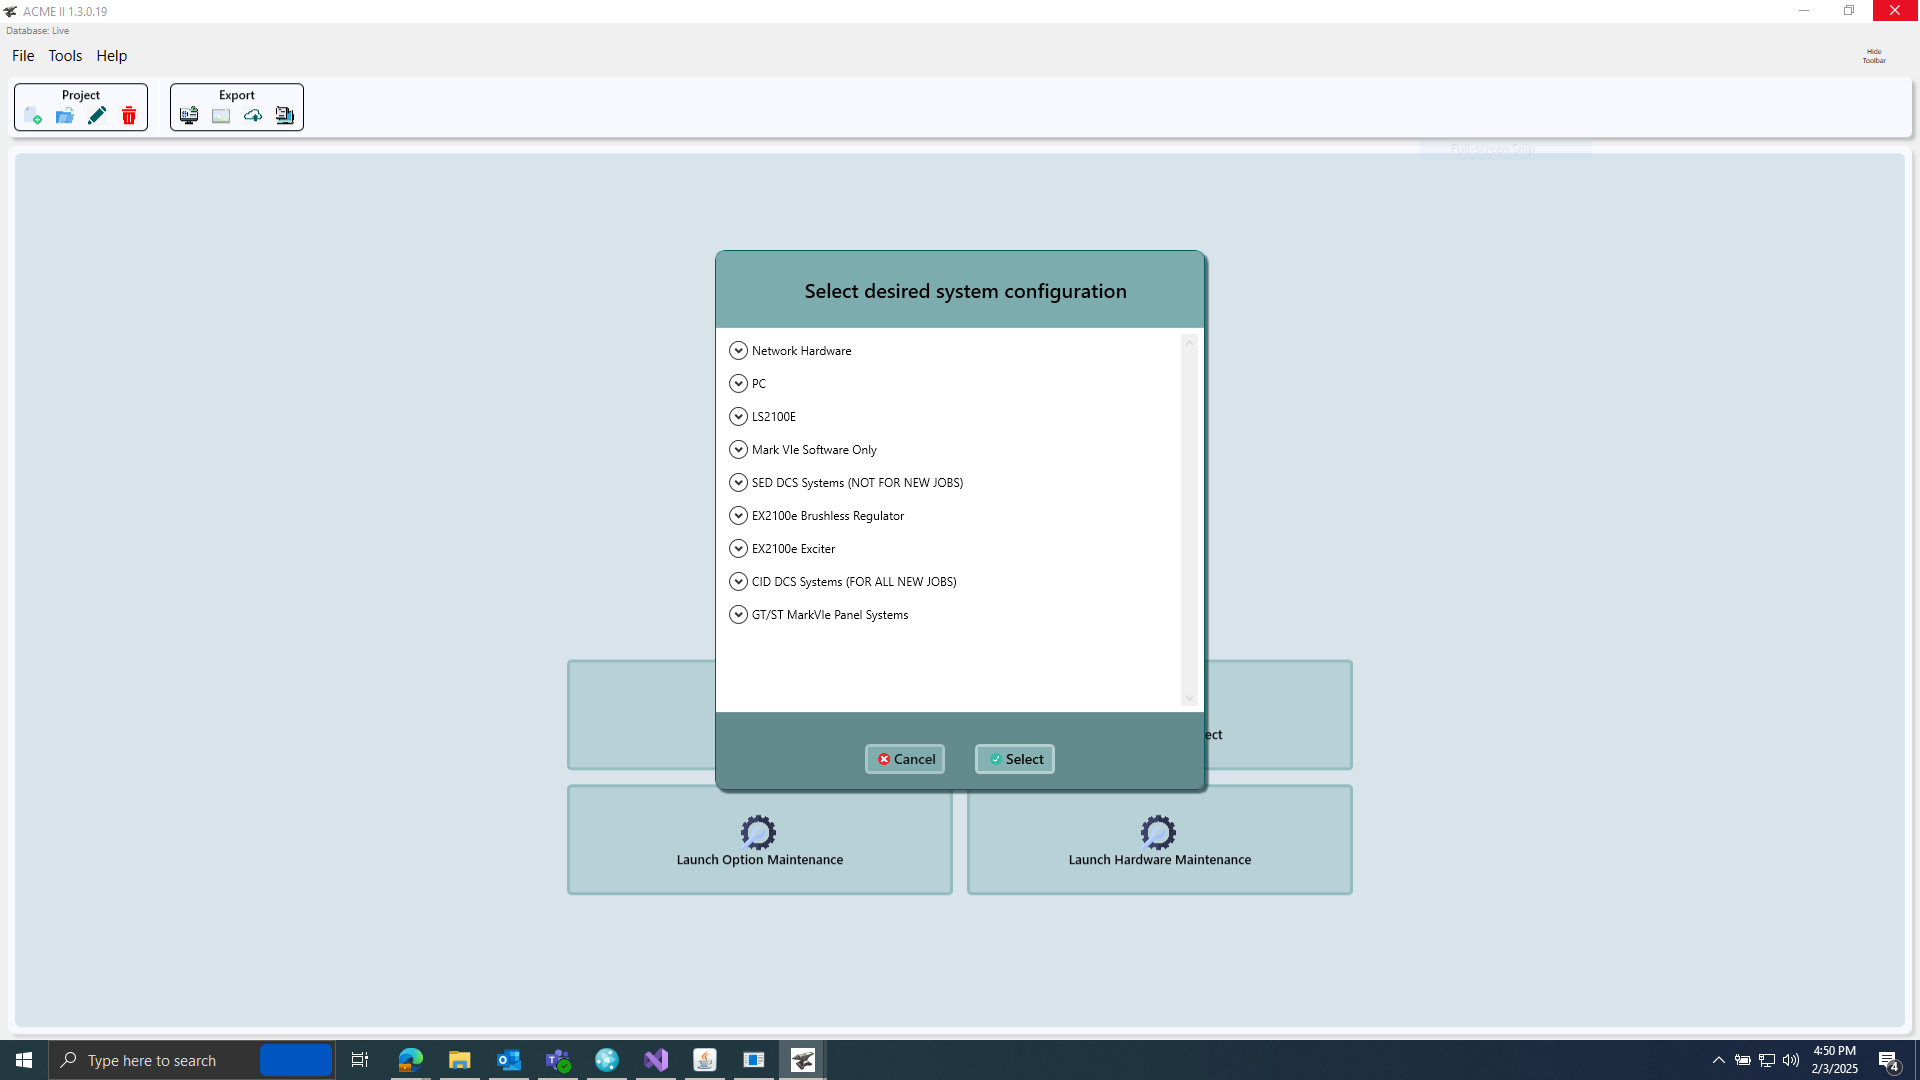 ACME II 1.3.0.19
Database: Live
File Tools Help
Hide
Toolbar
Project
Export
Full-screen Snip
Select desired system configuration
Network Hardware
PC
LS2100E
Mark VIe Software Only
SED DCS Systems (NOT FOR NEW JOBS)
EX2100e Brushless Regulator
EX2100e Exciter
CID DCS Systems (FOR ALL NEW JOBS)
GT/ST MarkVIe Panel Systems
ect
Cancel
Select
Launch Option Maintenance
Launch Hardware Maintenance
Type here to search
4:50 PM
2/3/2025
4